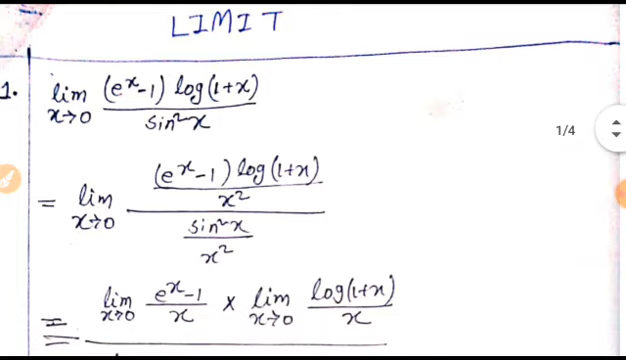 LIMIT
1. lim x→0 (e^x-1) log(1+x) / sin²x
= lim x→0 (e^x-1) log(1+x) / x² / sin²x / x²
= lim x→0 e^x-1 / x × lim x→0 log(1+x) / x
1/4